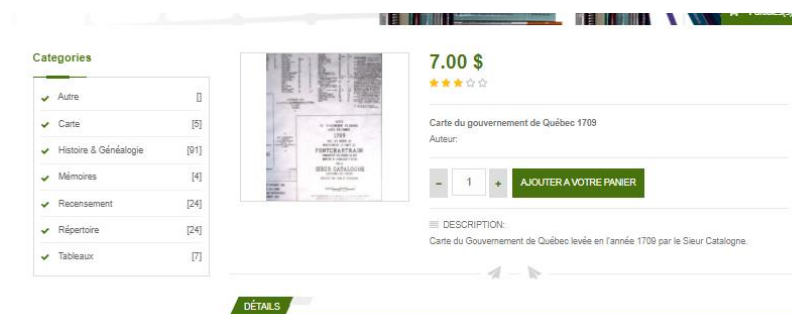 Categories
Autre []
Carte [5]
Histoire & Généalogie [91]
Mémoires [4]
Recensement [24]
Répertoire [24]
Tableaux [7]
1709
PONTCHARTRAIN
SIEUR CATALOGNE
7.00 $
Carte du gouvernement de Québec 1709
Auteur:
- 1 + AJOUTER A VOTRE PANIER
DESCRIPTION:
Carte du Gouvernement de Québec levée en l'année 1709 par le Sieur Catalogne.
DÉTAILS